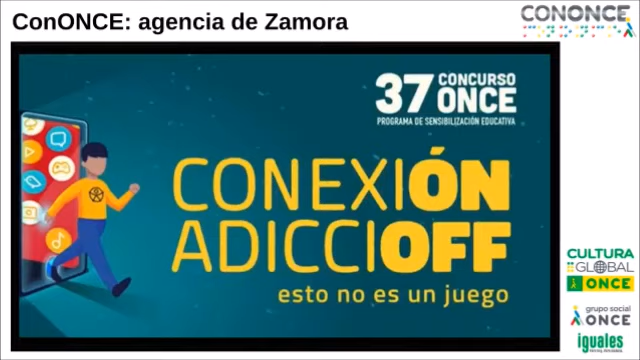 ConONCE: agencia de Zamora
CONONCE
37 CONCURSO
ONCE
PROGRAMA DE SENSIBILIZACIÓN EDUCATIVA
CONEXIÓN
ADICCIOFF
esto no es un juego
CULTURA
GLOBAL
ONCE
grupo social
ONCE
iguales